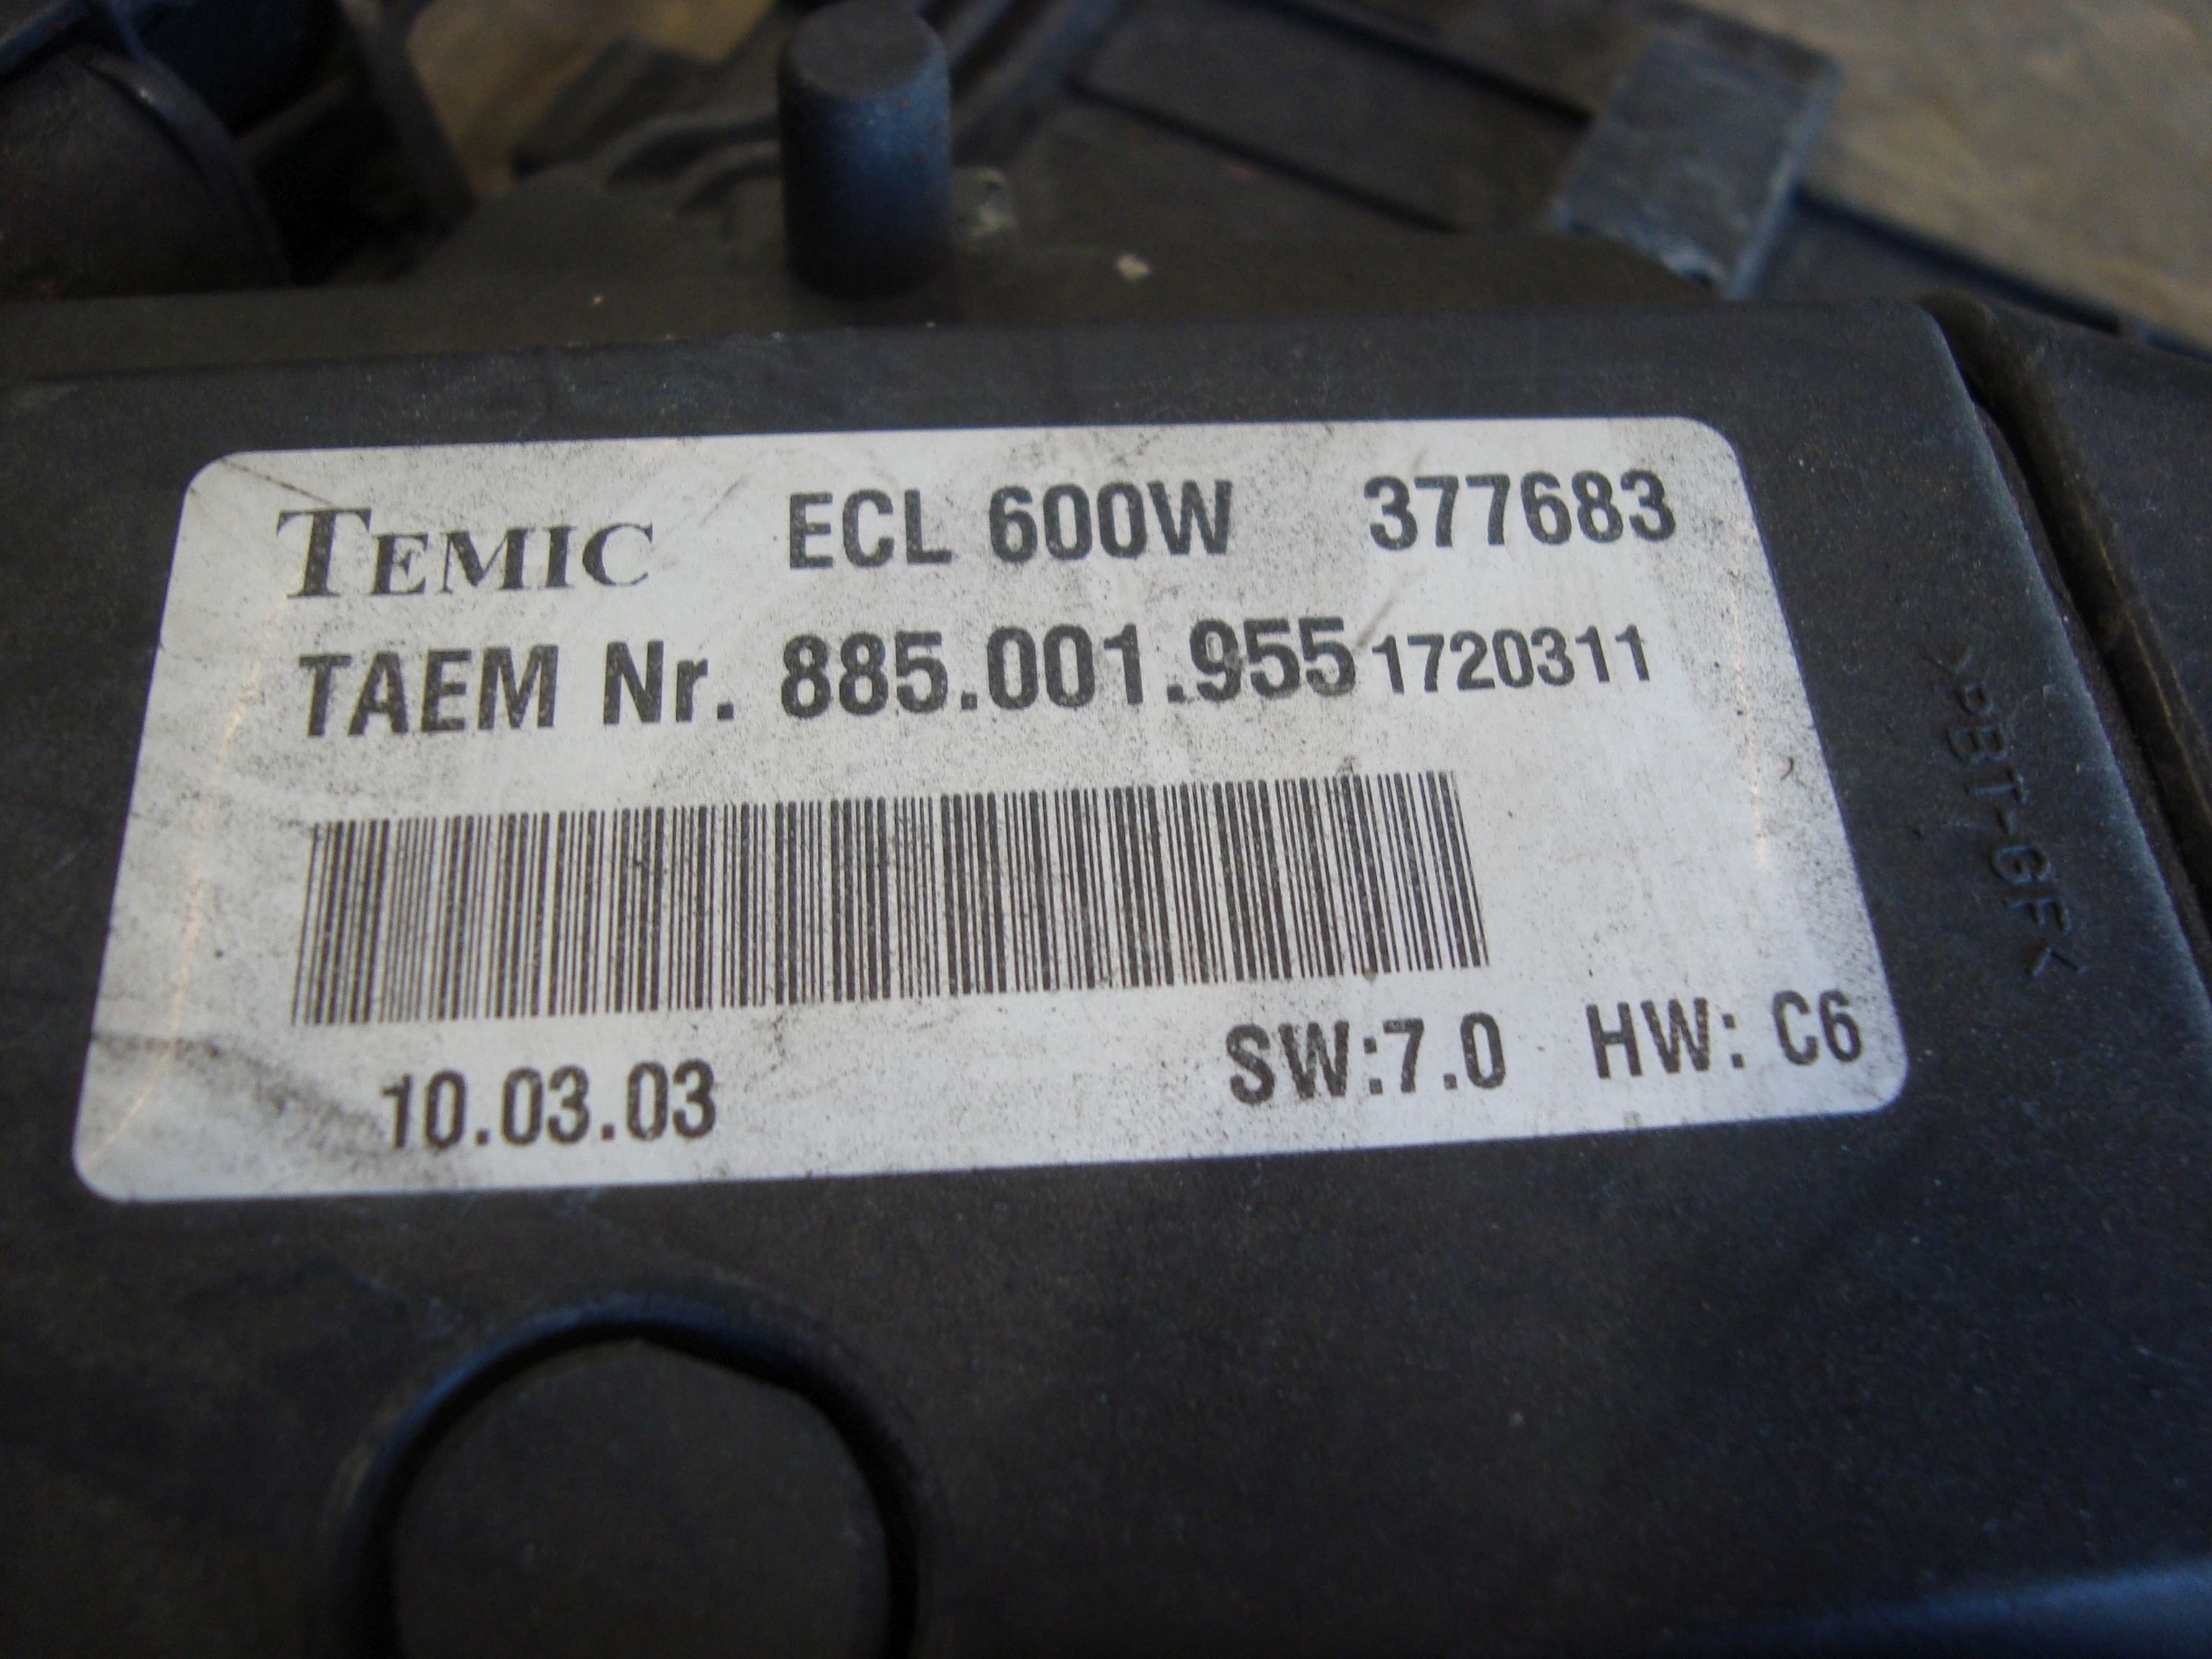 TEMIC ECL 600W 377683
TAEM Nr. 885.001.955 1720311
10.03.03 SW:7.0 HW: C6
>PBT-GF<